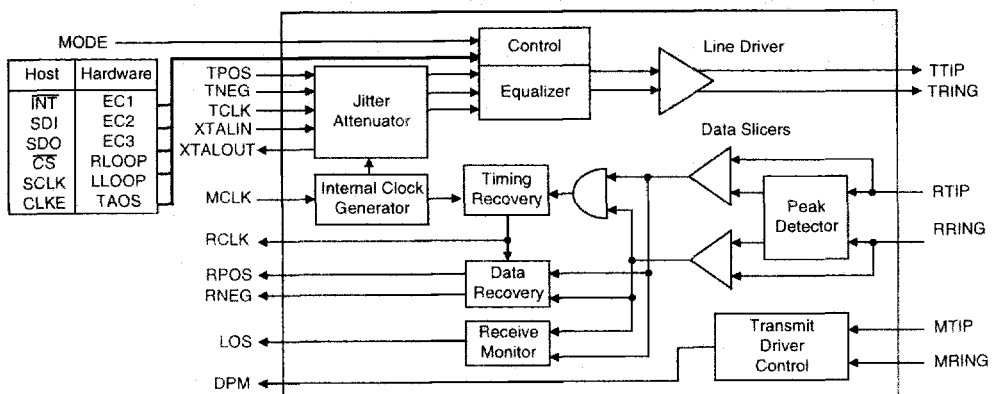 MODE
Host Hardware
INT EC1
SDI EC2
SDO EC3
CS RLOOP
SCLK LLOOP
CLKE TAOS
TPOS
TNEG
TCLK
XTALIN
XTALOUT
MCLK
RCLK
RPOS
RNEG
LOS
DPM
Jitter
Attenuator
Internal Clock
Generator
Control
Equalizer
Line Driver
TTIP
TRING
Data Slicers
Timing
Recovery
Data
Recovery
Receive
Monitor
Peak
Detector
RTIP
RRING
Transmit
Driver
Control
MTIP
MRING